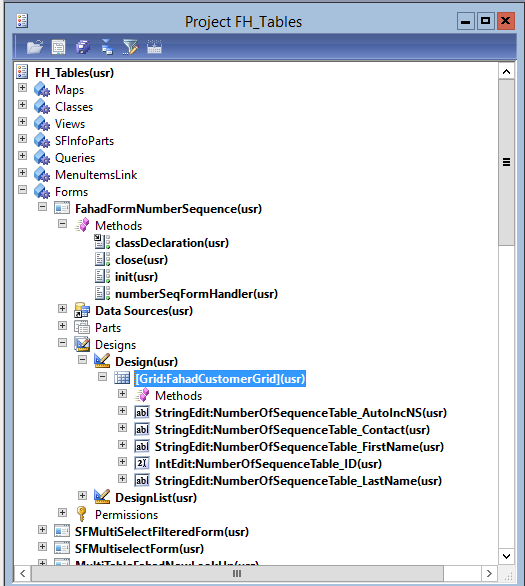 Project FH_Tables
FH_Tables(usr)
Maps
Classes
Views
SFInfoParts
Queries
MenuItemsLink
Forms
FahadFormNumberSequence(usr)
Methods
classDeclaration(usr)
close(usr)
init(usr)
numberSeqFormHandler(usr)
Data Sources(usr)
Parts
Designs
Design(usr)
[Grid:FahadCustomerGrid](usr)
Methods
StringEdit:NumberOfSequenceTable_AutoIncNS(usr)
StringEdit:NumberOfSequenceTable_Contact(usr)
StringEdit:NumberOfSequenceTable_FirstName(usr)
IntEdit:NumberOfSequenceTable_ID(usr)
StringEdit:NumberOfSequenceTable_LastName(usr)
DesignList(usr)
Permissions
SFMultiSelectFilteredForm(usr)
SFMultiselectForm(usr)
MultiTableFahadNewLookUp(usr)